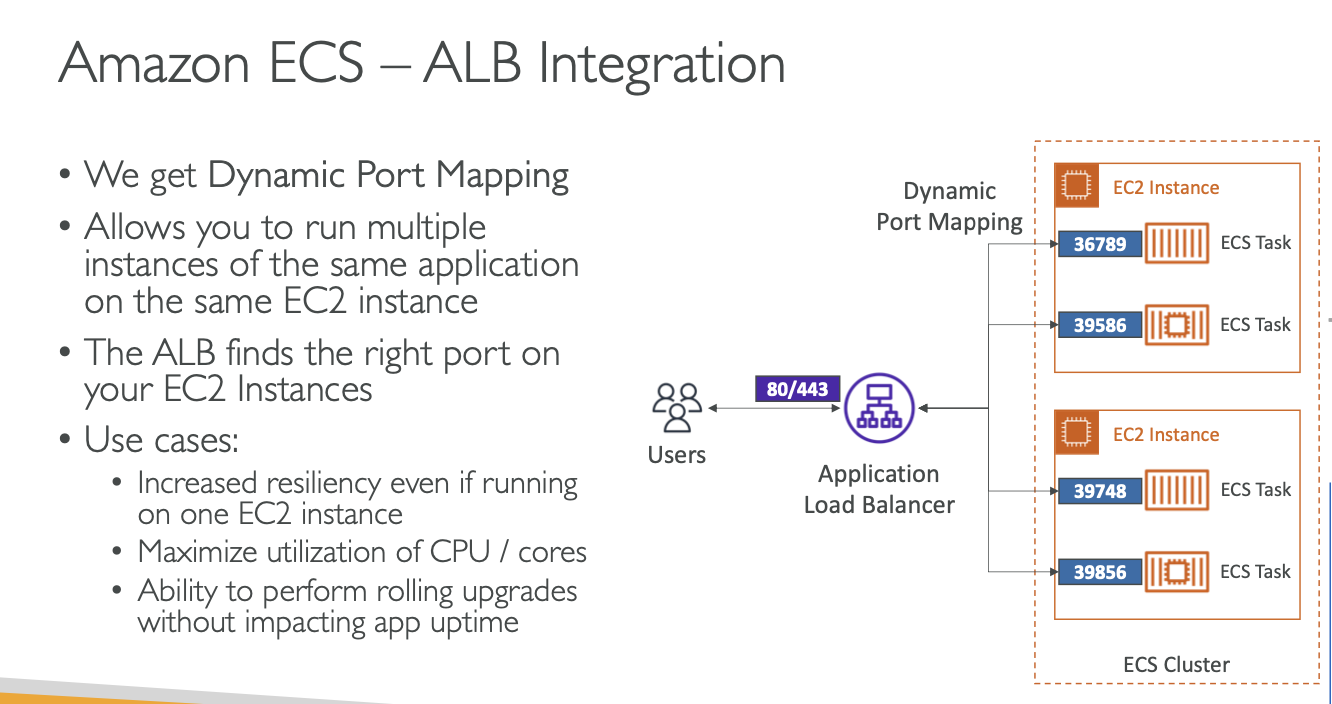 Amazon ECS – ALB Integration
• We get Dynamic Port Mapping
• Allows you to run multiple
instances of the same application
on the same EC2 instance
• The ALB finds the right port on
your EC2 Instances
• Use cases:
• Increased resiliency even if running
on one EC2 instance
• Maximize utilization of CPU / cores
• Ability to perform rolling upgrades
without impacting app uptime
Users
80/443
Application
Load Balancer
Dynamic
Port Mapping
EC2 Instance
36789
ECS Task
39586
ECS Task
EC2 Instance
39748
ECS Task
39856
ECS Task
ECS Cluster